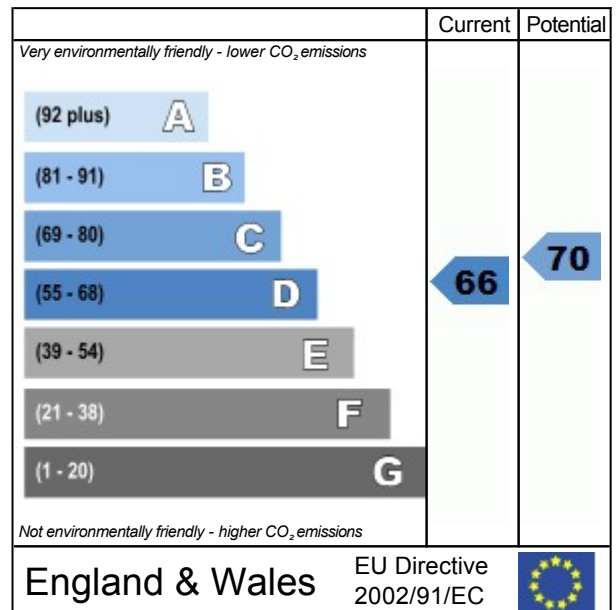 Current Potential
Very environmentally friendly - lower CO₂ emissions
(92 plus) A
(81 - 91) B
(69 - 80) C
(55 - 68) D
(39 - 54) E
(21 - 38) F
(1 - 20) G
66
70
Not environmentally friendly - higher CO₂ emissions
England & Wales
EU Directive
2002/91/EC